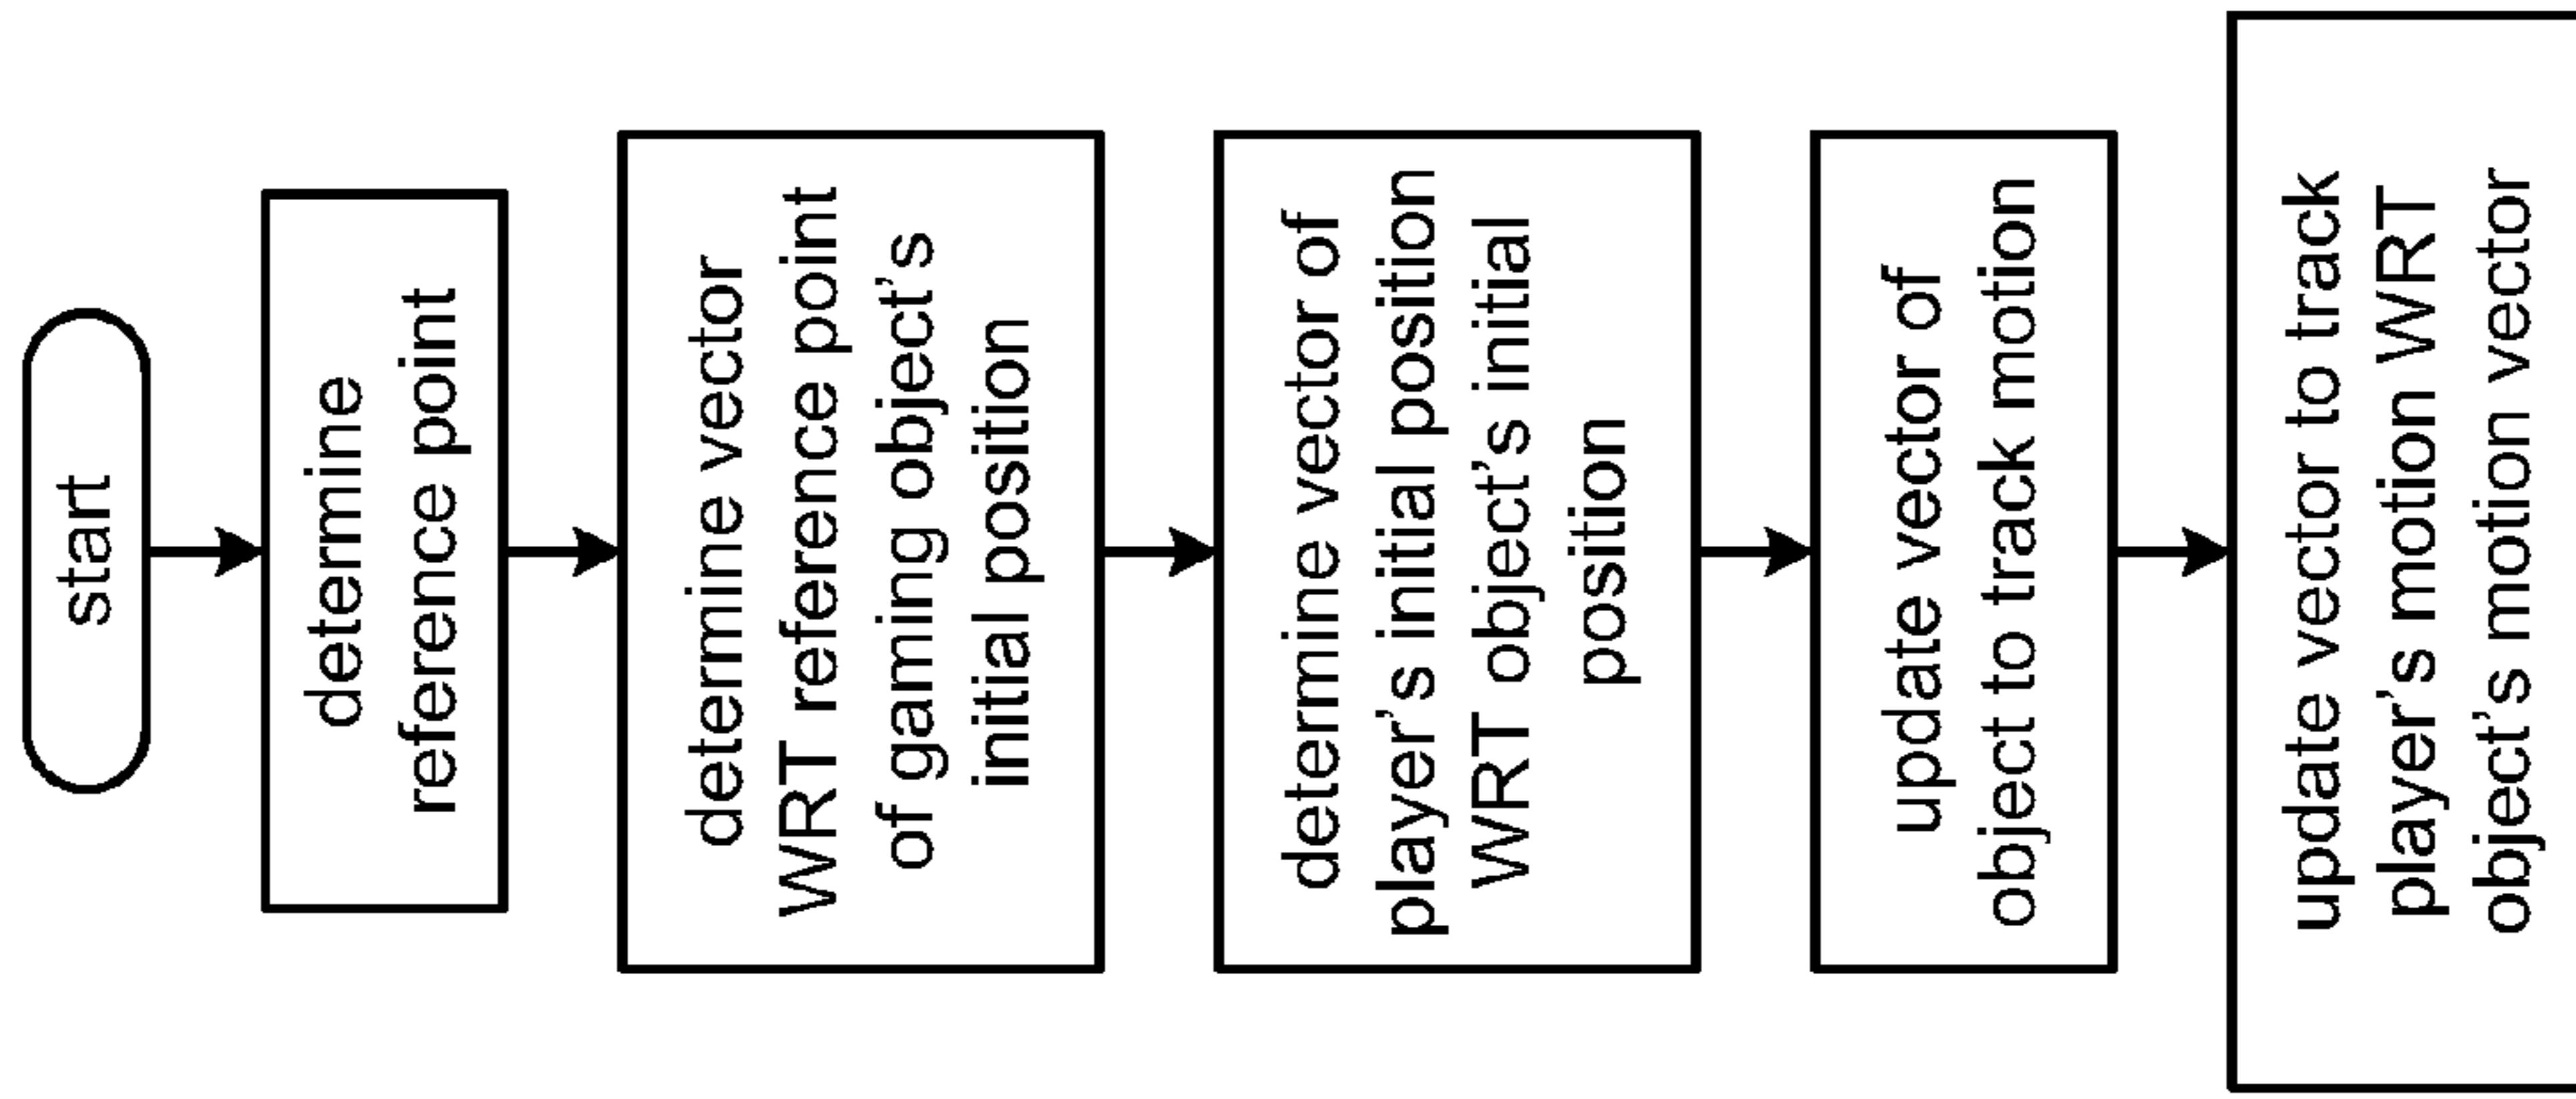 start
determine
reference point
determine vector
WRT reference point
of gaming object's
initial position
determine vector of
player's initial position
WRT object's initial
position
update vector of
object to track motion
update vector to track
player's motion WRT
object's motion vector